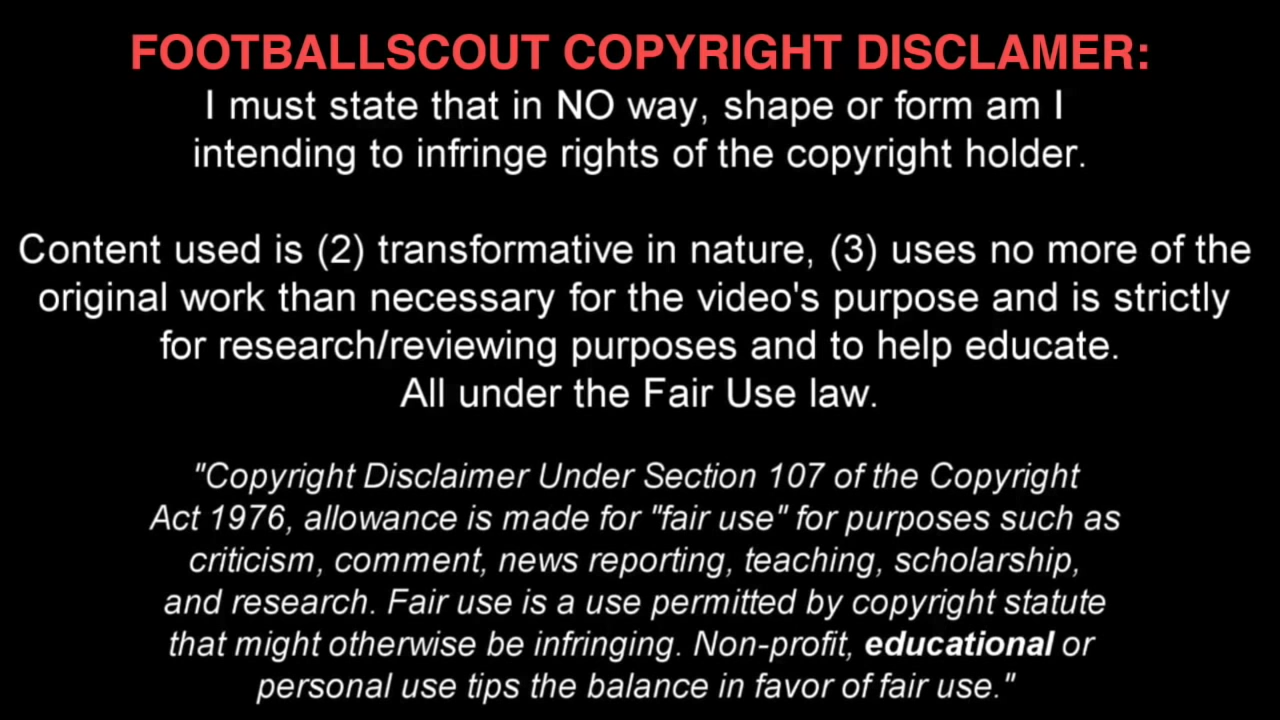 FOOTBALLSCOUT COPYRIGHT DISCLAMER:
I must state that in NO way, shape or form am I
intending to infringe rights of the copyright holder.
Content used is (2) transformative in nature, (3) uses no more of the
original work than necessary for the video's purpose and is strictly
for research/reviewing purposes and to help educate.
All under the Fair Use law.
"Copyright Disclaimer Under Section 107 of the Copyright
Act 1976, allowance is made for "fair use" for purposes such as
criticism, comment, news reporting, teaching, scholarship,
and research. Fair use is a use permitted by copyright statute
that might otherwise be infringing. Non-profit, educational or
personal use tips the balance in favor of fair use."